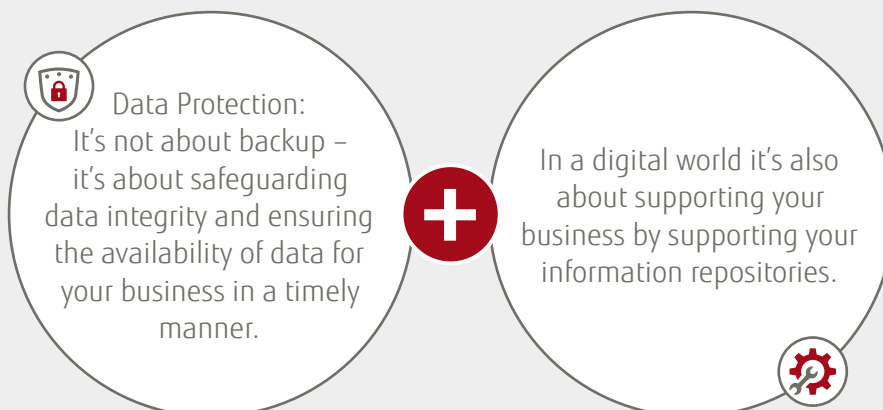 Data Protection:
It's not about backup –
it's about safeguarding
data integrity and ensuring
the availability of data for
your business in a timely
manner.
In a digital world it's also
about supporting your
business by supporting your
information repositories.